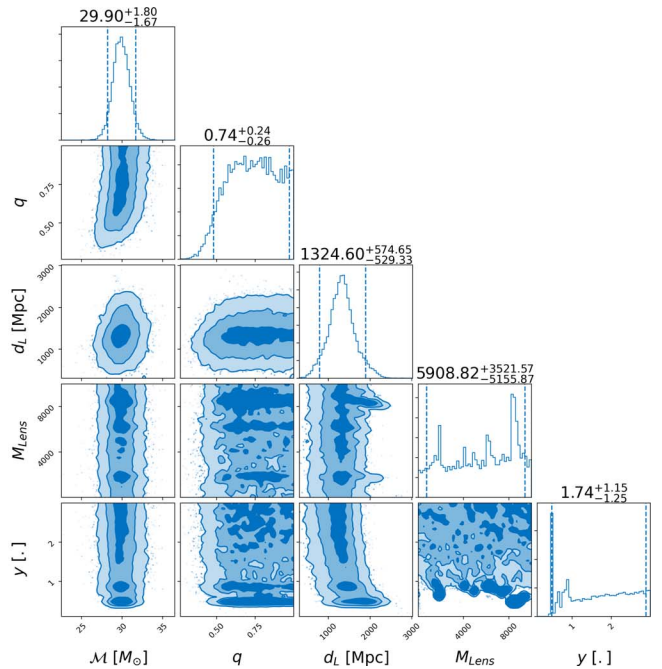 29.90+1.80−1.67
0.74+0.24−0.26
q
0.75
0.50
1324.60+574.65−529.33
d_L [Mpc]
3000
2000
1000
5908.82+3521.57−5155.87
M_Lens
8000
4000
1.74+1.15−1.25
y [.]
2
1
25 30 35
0.50 0.75
1000 2000 3000
4000 8000
1 2
ℳ [M⊙] q d_L [Mpc] M_Lens y [.]